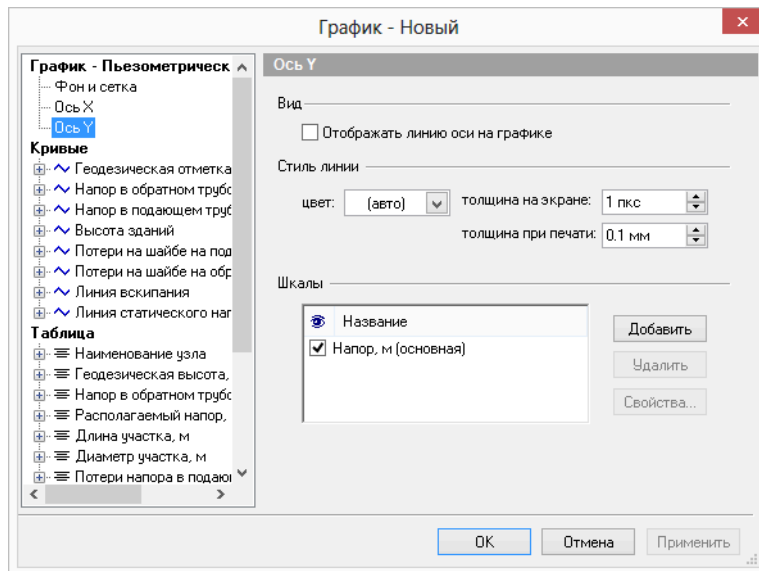 График - Новый
График - Пьезометрическ
Фон и сетка
Ось X
Ось Y
Кривые
Геодезическая отметка
Напор в обратном трубо
Напор в подающем труб
Высота зданий
Потери на шайбе на под
Потери на шайбе на обр
Линия вскипания
Линия статического нап
Таблица
Наименование узла
Геодезическая высота,
Напор в обратном трубо
Располагаемый напор,
Длина участка, м
Диаметр участка, м
Потери напора в подаю
Ось Y
Вид
Отображать линию оси на графике
Стиль линии
цвет: (авто) толщина на экране: 1 пкс
толщина при печати: 0.1 мм
Шкалы
Название
Напор, м (основная)
Добавить
Удалить
Свойства...
OK Отмена Применить